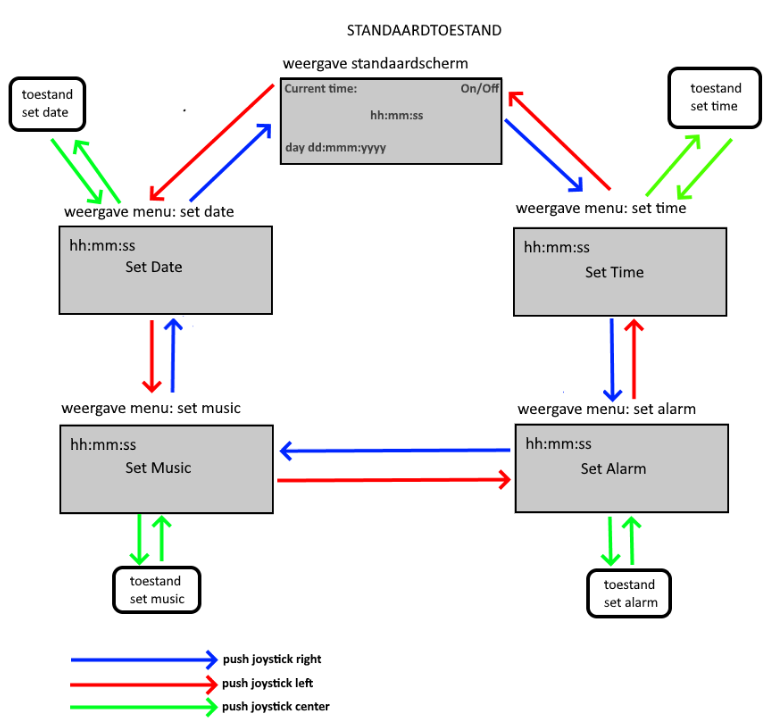 STANDAARDTOESTAND
weergave standaardscherm
Current time: On/Off
hh:mm:ss
day dd:mmm:yyyy
toestand
set date
toestand
set time
weergave menu: set date
hh:mm:ss
Set Date
weergave menu: set time
hh:mm:ss
Set Time
weergave menu: set music
hh:mm:ss
Set Music
weergave menu: set alarm
hh:mm:ss
Set Alarm
toestand
set music
toestand
set alarm
push joystick right
push joystick left
push joystick center